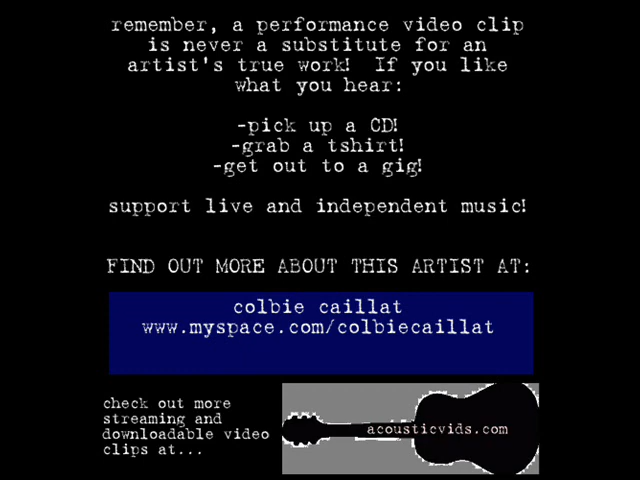 remember, a performance video clip
is never a substitute for an
artist's true work! If you like
what you hear:
-pick up a CD!
-grab a tshirt!
-get out to a gig!
support live and independent music!
FIND OUT MORE ABOUT THIS ARTIST AT:
colbie caillat
www.myspace.com/colbiecaillat
check out more
streaming and
downloadable video
clips at...
acousticvids.com